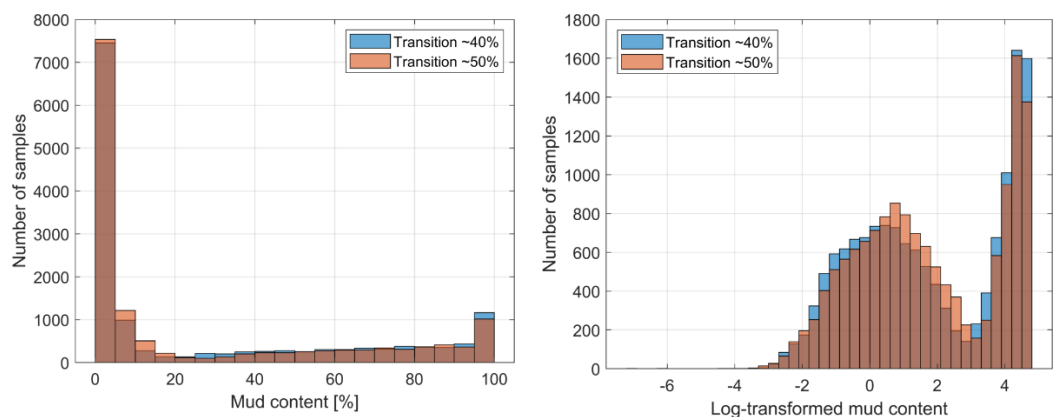 8000
7000
6000
5000
4000
3000
2000
1000
0
Number of samples
Transition ~40%
Transition ~50%
0 20 40 60 80 100
Mud content [%]
1800
1600
1400
1200
1000
800
600
400
200
0
Number of samples
Transition ~40%
Transition ~50%
-6 -4 -2 0 2 4
Log-transformed mud content